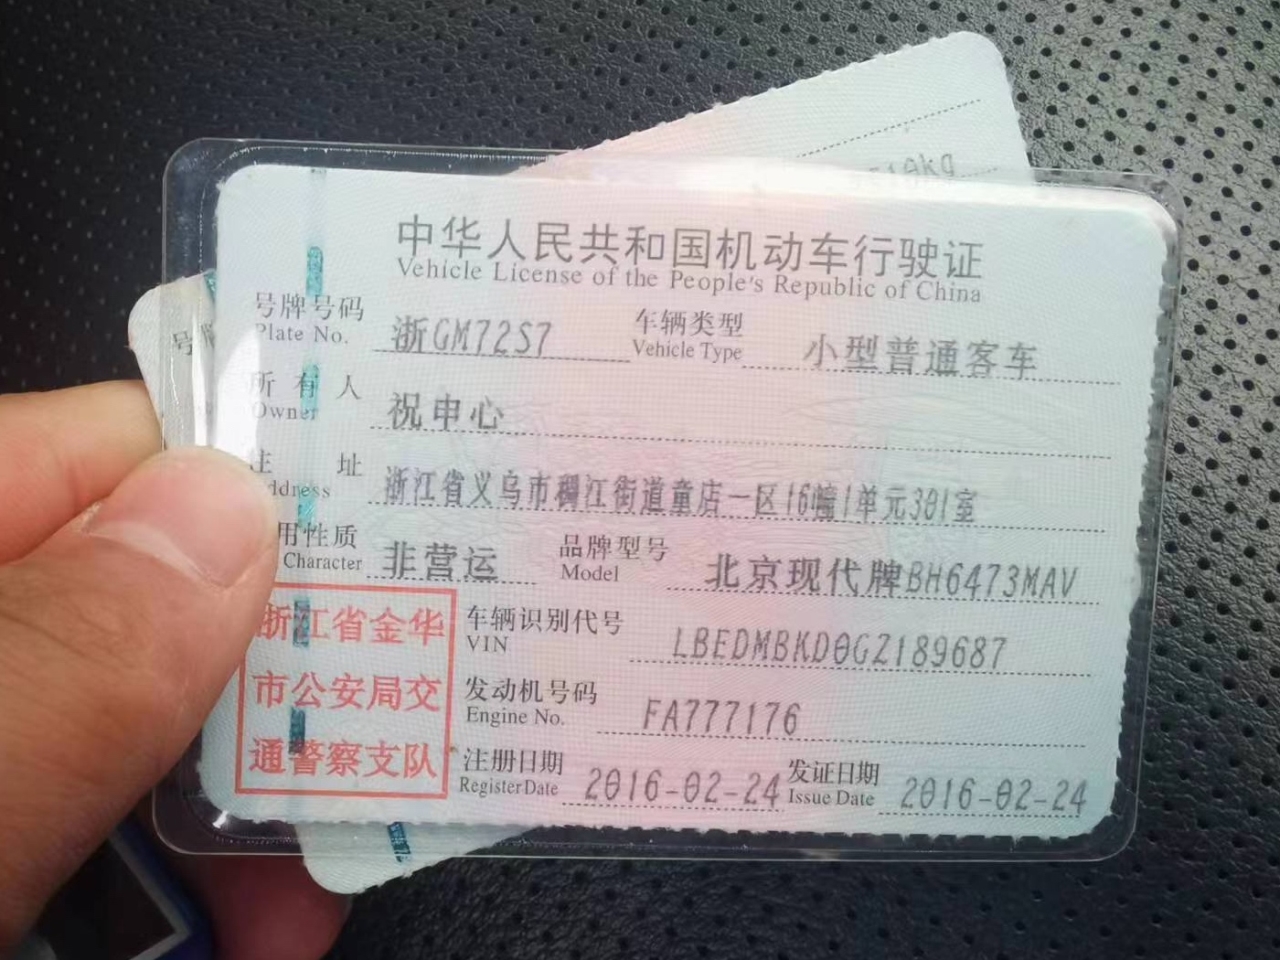 519kg
中华人民共和国机动车行驶证
Vehicle License of the People's Republic of China
号牌号码 浙GM72S7 车辆类型 小型普通客车
Plate No. Vehicle Type
所有人 祝申心
Owner
住址 浙江省义乌市稠江街道童店一区16幢1单元301室
ddress
用性质 非营运 品牌型号 北京现代牌BH6473MAV
Character Model
浙江省金华
市公安局交
通警察支队
车辆识别代号 LBEDMBKD0GZ189687
VIN
发动机号码 FA777176
Engine No.
注册日期 2016-02-24 发证日期 2016-02-24
Register Date Issue Date
号牌